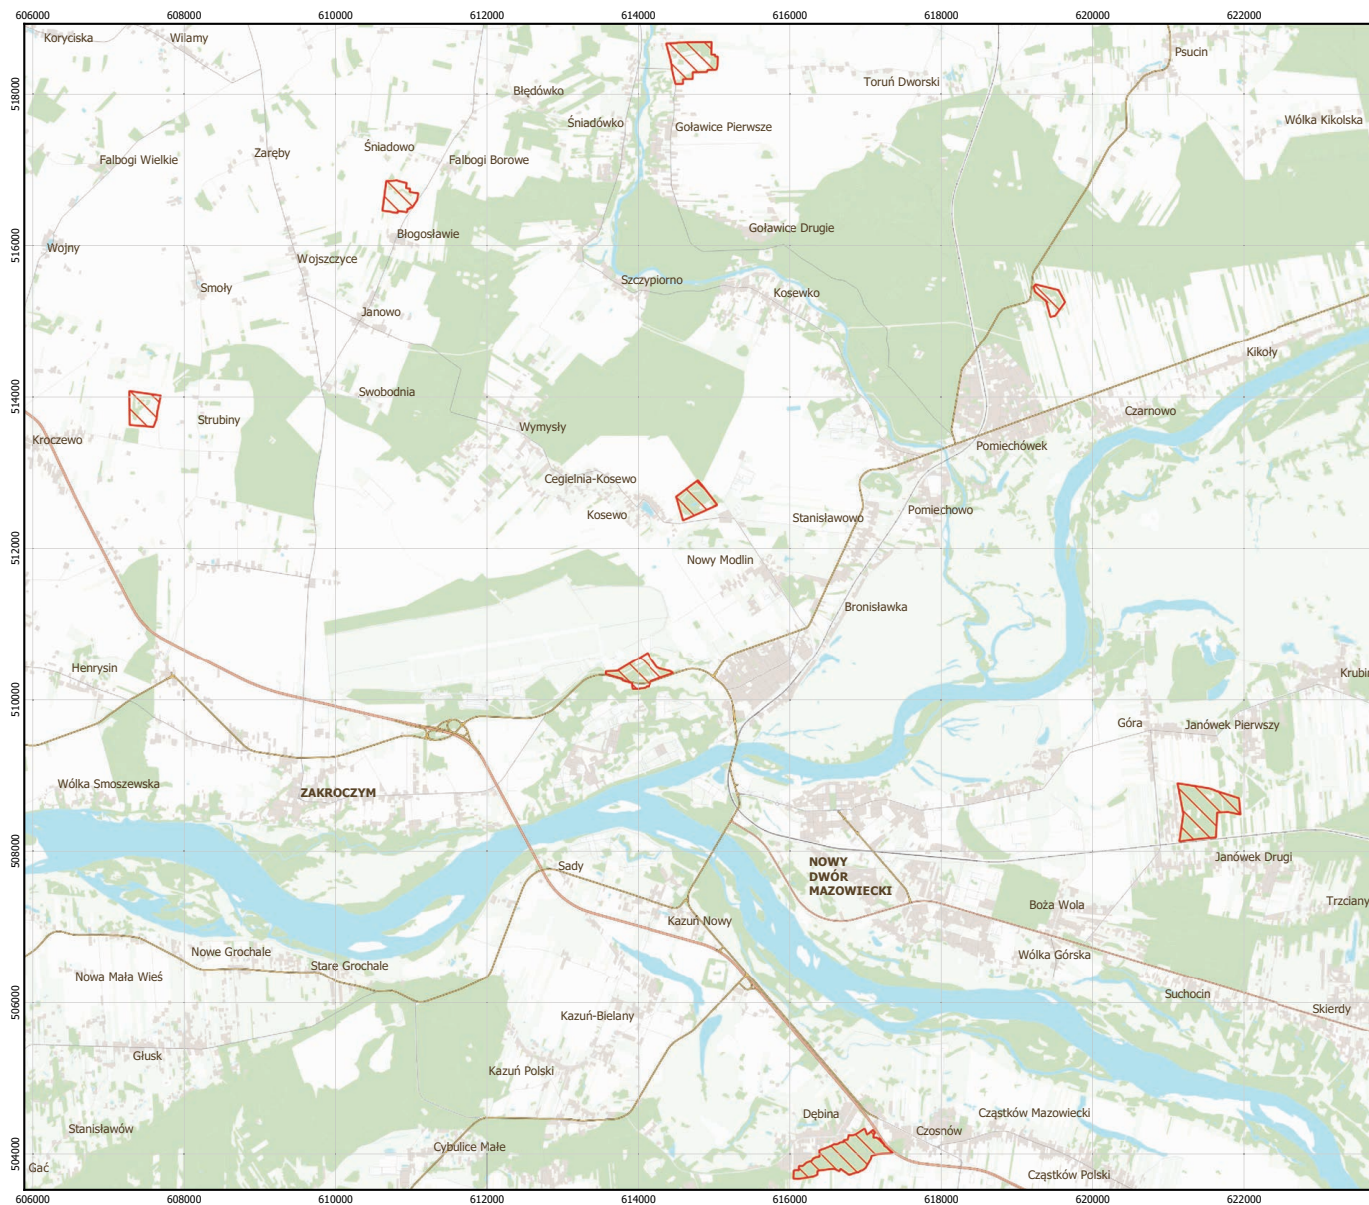 606000 608000 610000 612000 614000 616000 618000 620000 622000
Koryciska
Wilamy
Psucin
Toruń Dworski
Błędówko
518000
Śniadówko
Goławice Pierwsze
Wólka Kikolska
Śniadowo
Zaręby
Falbogi Wielkie
Falbogi Borowe
Goławice Drugie
Błogosławie
516000
Wojny
Wojszczyce
Szczypiorno
Smoły
Kosewko
Janowo
Kikoły
514000
Swobodnia
Czarnowo
Strubiny
Wymysły
Kroczewo
Pomiechówek
Cegielnia-Kosewo
Pomiechowo
Kosewo
Stanisławowo
512000
Nowy Modlin
Bronisławka
Henrysin
Krubin
510000
Góra
Janówek Pierwszy
Wólka Smoszewska
ZAKROCZYM
508000
Janówek Drugi
NOWY
DWÓR
MAZOWIECKI
Sady
Trzciany
Boża Wola
Kazuń Nowy
Nowe Grochale
Wólka Górska
Stare Grochale
Nowa Mała Wieś
Suchocin
506000
Skierdy
Kazuń-Bielany
Głusk
Kazuń Polski
Dębina
Cząstków Mazowiecki
Stanisławów
Czosnów
Cybulice Małe
504000
Gać
Cząstków Polski
606000 608000 610000 612000 614000 616000 618000 620000 622000